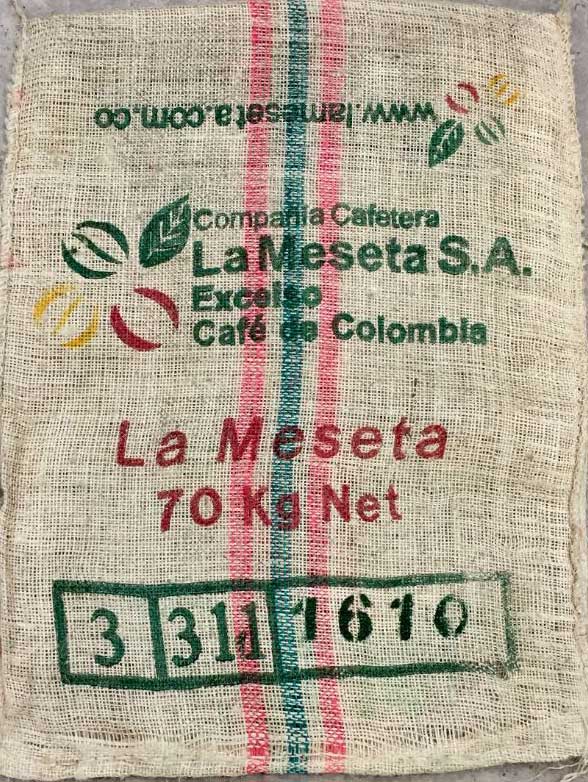 www.lameseta.com.co
Compañia Cafetera
La Meseta S.A.
Excelso
Café de Colombia
La Meseta
70 Kg Net
3 311 1610